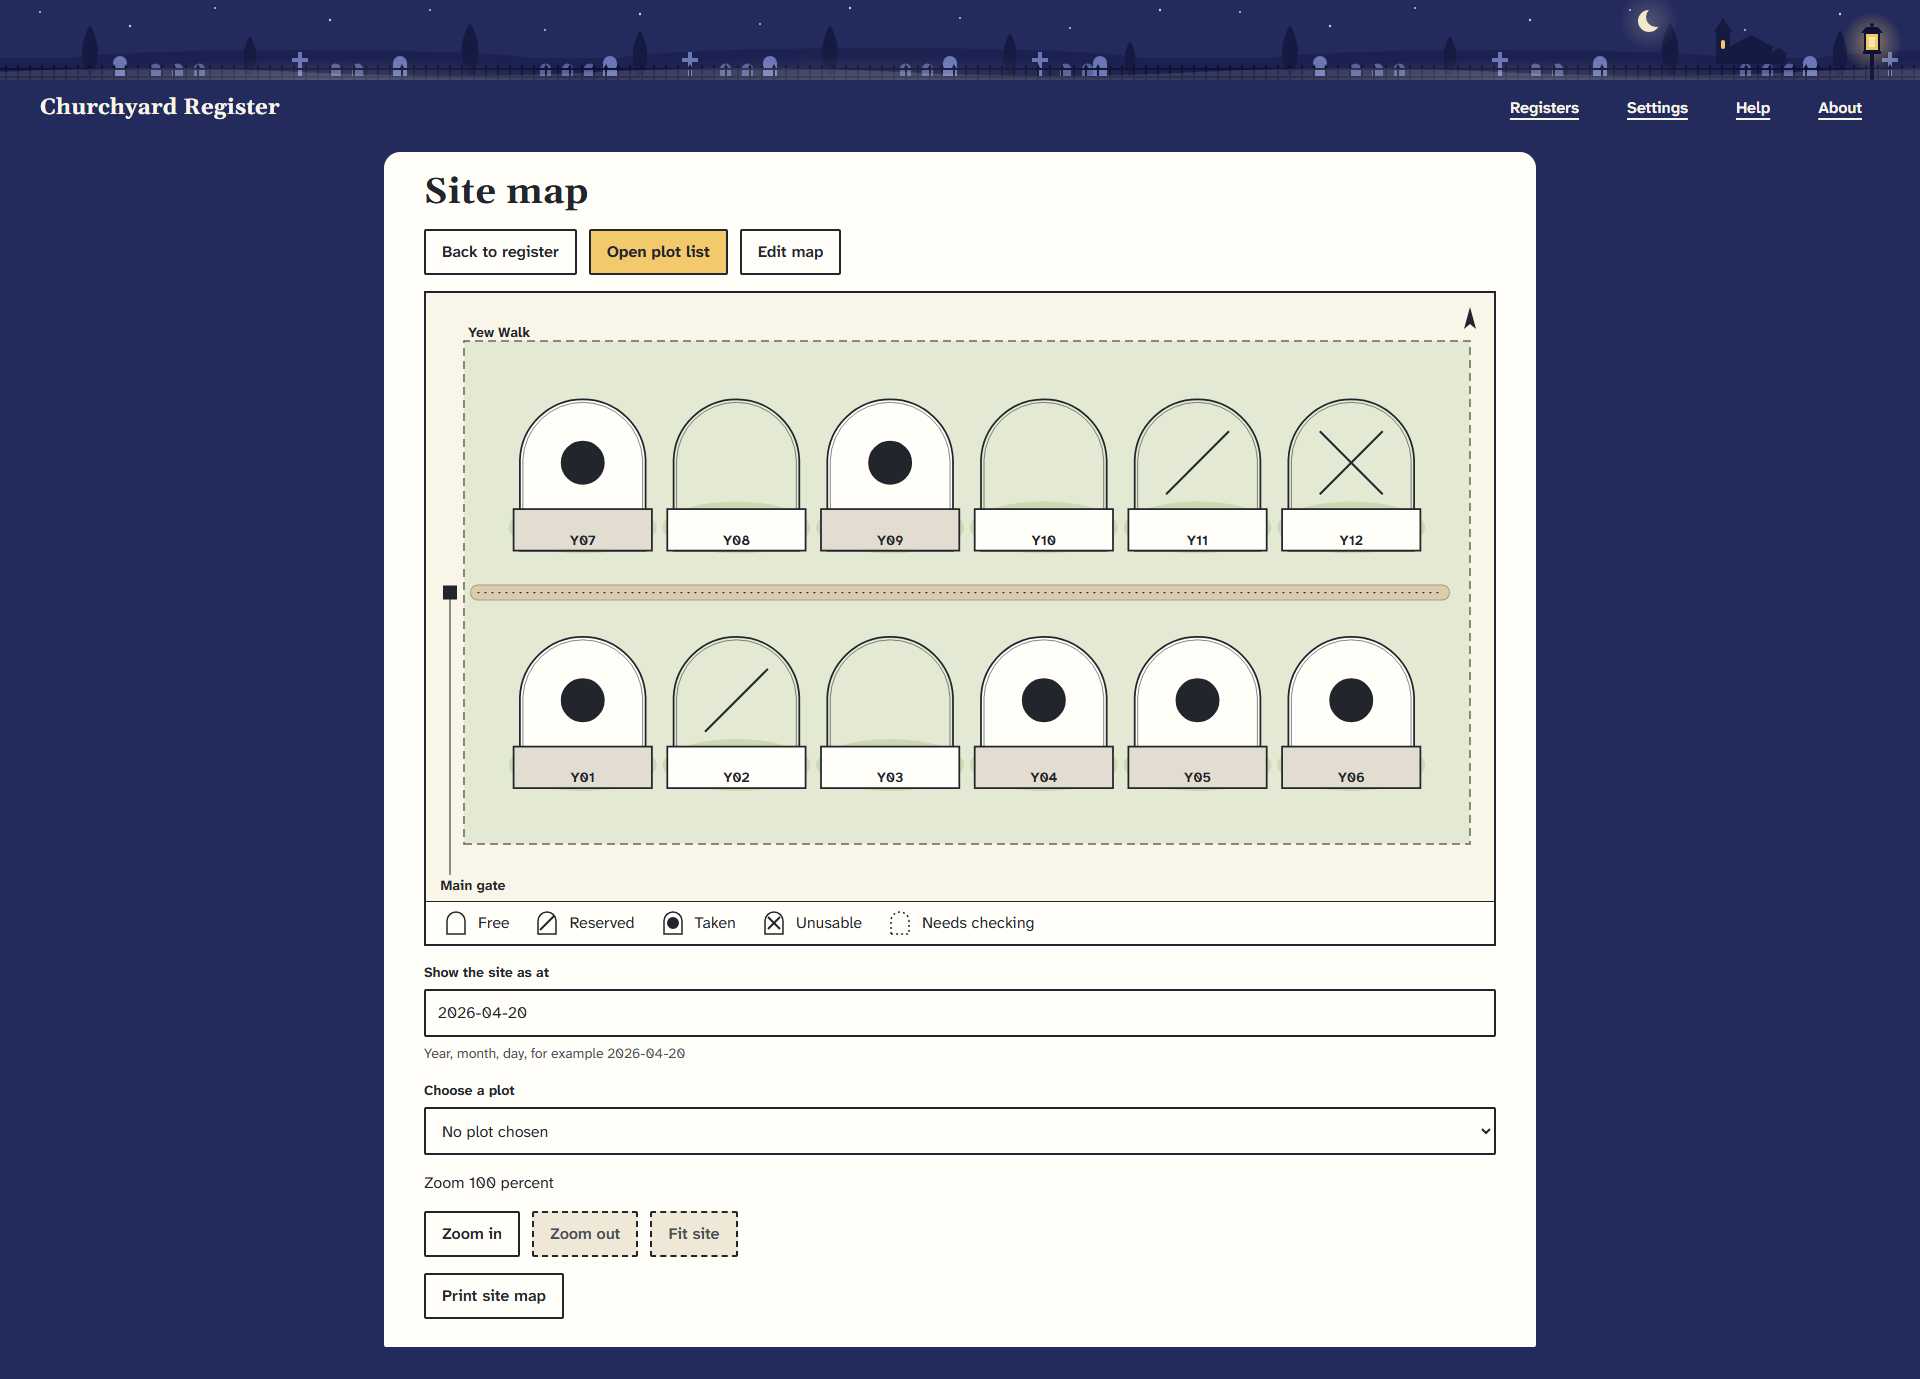 Churchyard Register
Registers Settings Help About
Site map
Back to register Open plot list Edit map
Yew Walk
Y07 Y08 Y09 Y10 Y11 Y12
Y01 Y02 Y03 Y04 Y05 Y06
Main gate
Free Reserved Taken Unusable Needs checking
Show the site as at
2026-04-20
Year, month, day, for example 2026-04-20
Choose a plot
No plot chosen
Zoom 100 percent
Zoom in Zoom out Fit site
Print site map